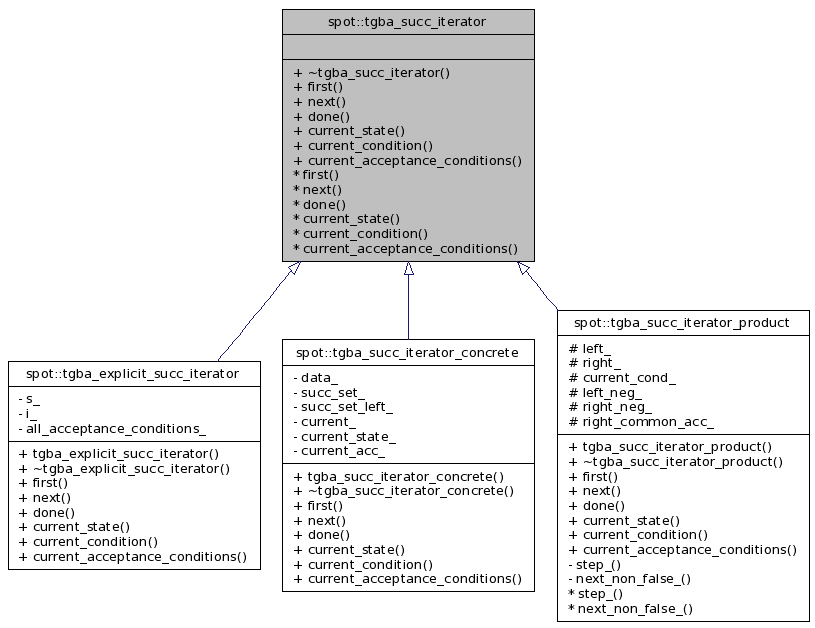 spot::tgba_succ_iterator
+ ~tgba_succ_iterator()
+ first()
+ next()
+ done()
+ current_state()
+ current_condition()
+ current_acceptance_conditions()
* first()
* next()
* done()
* current_state()
* current_condition()
* current_acceptance_conditions()
spot::tgba_explicit_succ_iterator
- s_
- i_
- all_acceptance_conditions_
+ tgba_explicit_succ_iterator()
+ ~tgba_explicit_succ_iterator()
+ first()
+ next()
+ done()
+ current_state()
+ current_condition()
+ current_acceptance_conditions()
spot::tgba_succ_iterator_concrete
- data_
- succ_set_
- succ_set_left_
- current_
- current_state_
- current_acc_
+ tgba_succ_iterator_concrete()
+ ~tgba_succ_iterator_concrete()
+ first()
+ next()
+ done()
+ current_state()
+ current_condition()
+ current_acceptance_conditions()
spot::tgba_succ_iterator_product
# left_
# right_
# current_cond_
# left_neg_
# right_neg_
# right_common_acc_
+ tgba_succ_iterator_product()
+ ~tgba_succ_iterator_product()
+ first()
+ next()
+ done()
+ current_state()
+ current_condition()
+ current_acceptance_conditions()
- step_()
- next_non_false_()
* step_()
* next_non_false_()